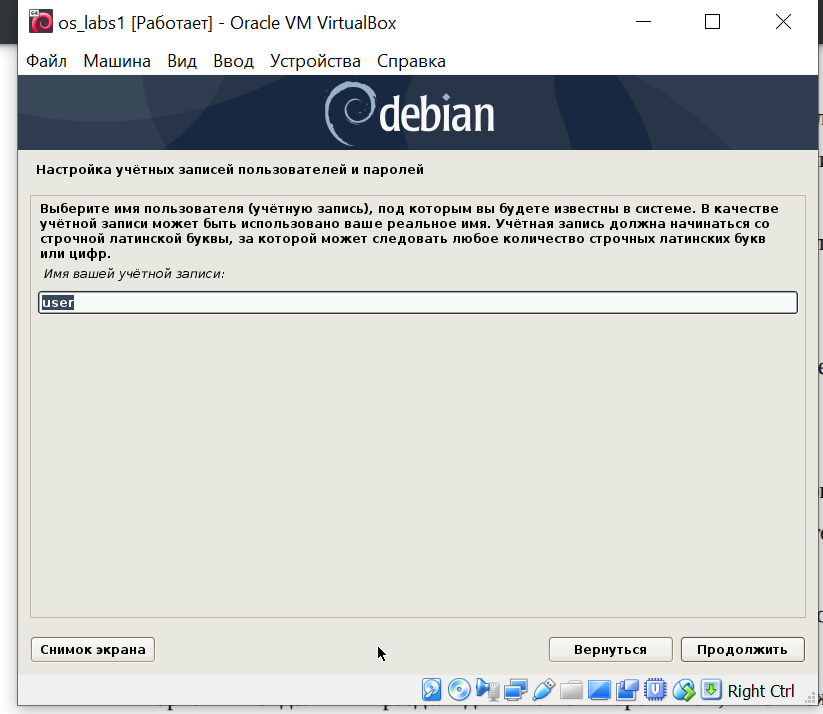 os_labs1 [Работает] - Oracle VM VirtualBox
Файл Машина Вид Ввод Устройства Справка
debian
Настройка учётных записей пользователей и паролей
Выберите имя пользователя (учётную запись), под которым вы будете известны в системе. В качестве
учётной записи может быть использовано ваше реальное имя. Учётная запись должна начинаться со
строчной латинской буквы, за которой может следовать любое количество строчных латинских букв
или цифр.
Имя вашей учётной записи:
user
Снимок экрана Вернуться Продолжить
Right Ctrl